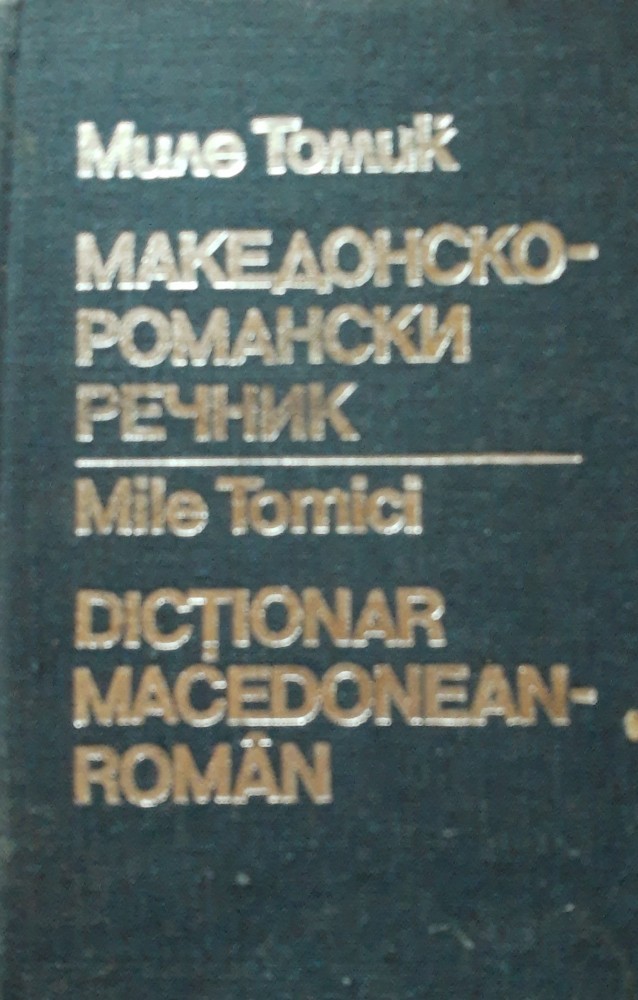 Миле Томиќ
МАКЕДОНСКО-
РОМАНСКИ
РЕЧНИК
Mile Tomici
DICȚIONAR
MACEDONEAN-
ROMÂN